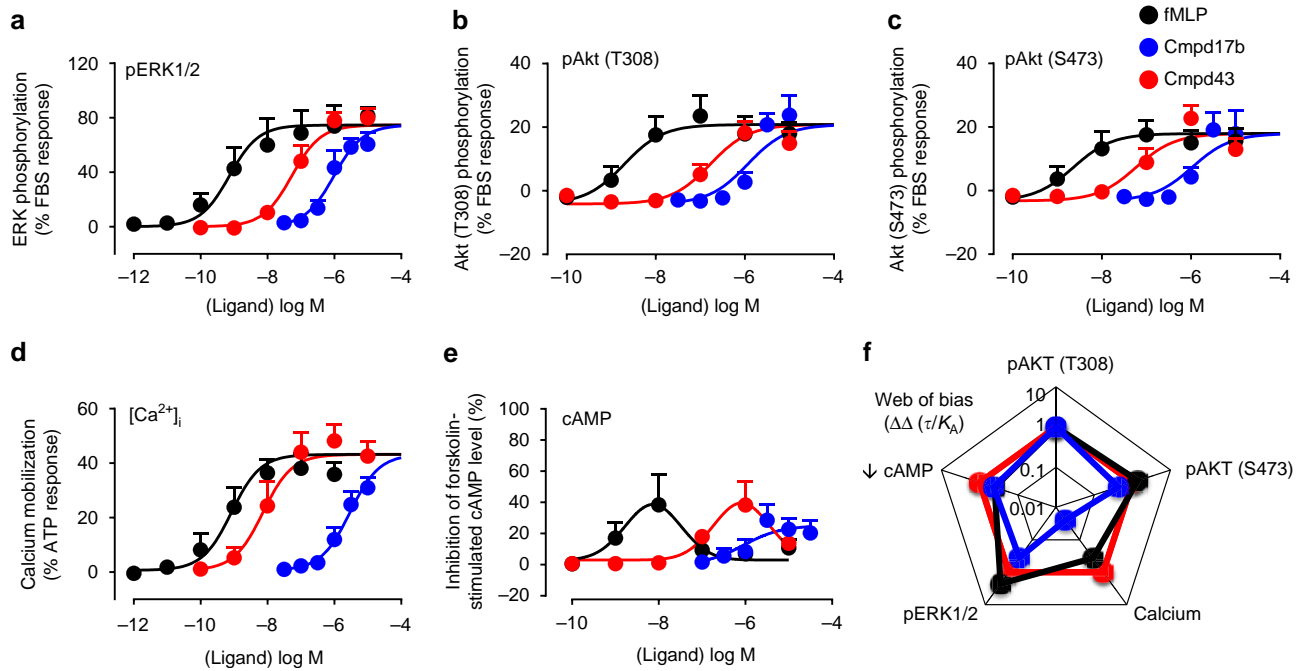 a
pERK1/2
ERK phosphorylation
(% FBS response)
120
80
40
0
−12
−10
−8
−6
−4
(Ligand) log M
b
pAkt (T308)
Akt (T308) phosphorylation
(% FBS response)
40
20
0
−20
−10
−8
−6
−4
(Ligand) log M
c
pAkt (S473)
Akt (S473) phosphorylation
(% FBS response)
40
20
0
−20
−10
−8
−6
−4
(Ligand) log M
fMLP
Cmpd17b
Cmpd43
d
[Ca²⁺]ᵢ
Calcium mobilization
(% ATP response)
60
40
20
0
−12
−10
−8
−6
−4
(Ligand) log M
e
cAMP
Inhibition of forskolin-
stimulated cAMP level (%)
100
80
60
40
20
0
−20
−10
−8
−6
−4
(Ligand) log M
f
pAKT (T308)
Web of bias
(ΔΔ (τ/K_A)
10
1
0.1
0.01
↓ cAMP
pAKT (S473)
pERK1/2
Calcium